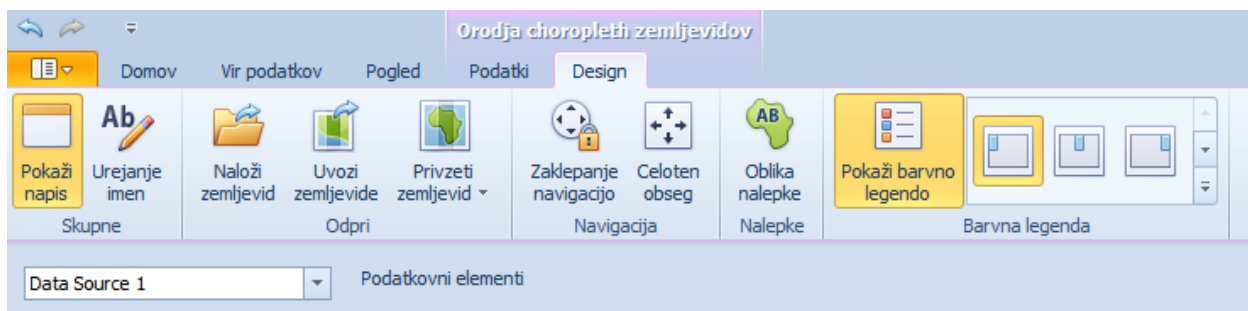 Orodja choropleth zemljevidov
Domov Vir podatkov Pogled Podatki Design
Ab AB
Pokaži Urejanje Naloži Uvozi Privzeti Zaklepanje Celoten Oblika Pokaži barvno
napis imen zemljevid zemljevide zemljevid navigacijo obseg nalepke legendo
Skupne Odpri Navigacija Nalepke Barvna legenda
Data Source 1 Podatkovni elementi